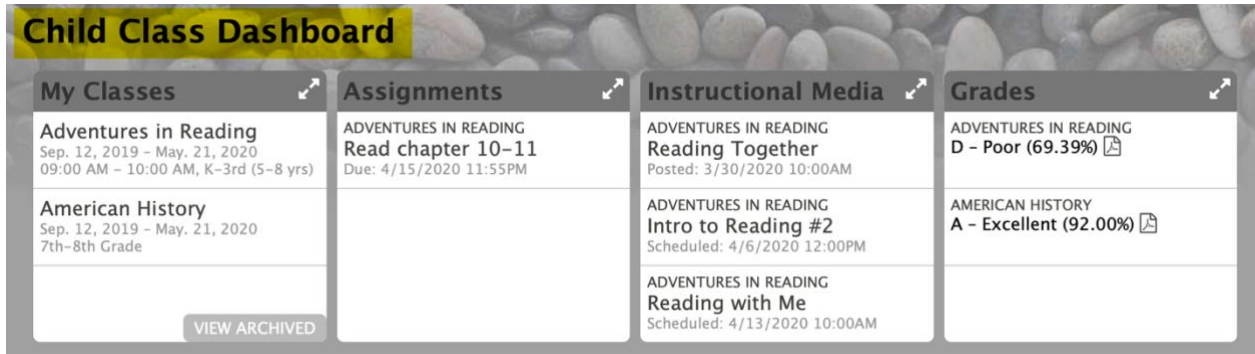 Child Class Dashboard
My Classes
Adventures in Reading
Sep. 12, 2019 - May. 21, 2020
09:00 AM - 10:00 AM, K-3rd (5-8 yrs)
American History
Sep. 12, 2019 - May. 21, 2020
7th-8th Grade
VIEW ARCHIVED
Assignments
ADVENTURES IN READING
Read chapter 10-11
Due: 4/15/2020 11:55PM
Instructional Media
ADVENTURES IN READING
Reading Together
Posted: 3/30/2020 10:00AM
ADVENTURES IN READING
Intro to Reading #2
Scheduled: 4/6/2020 12:00PM
ADVENTURES IN READING
Reading with Me
Scheduled: 4/13/2020 10:00AM
Grades
ADVENTURES IN READING
D - Poor (69.39%)
AMERICAN HISTORY
A - Excellent (92.00%)